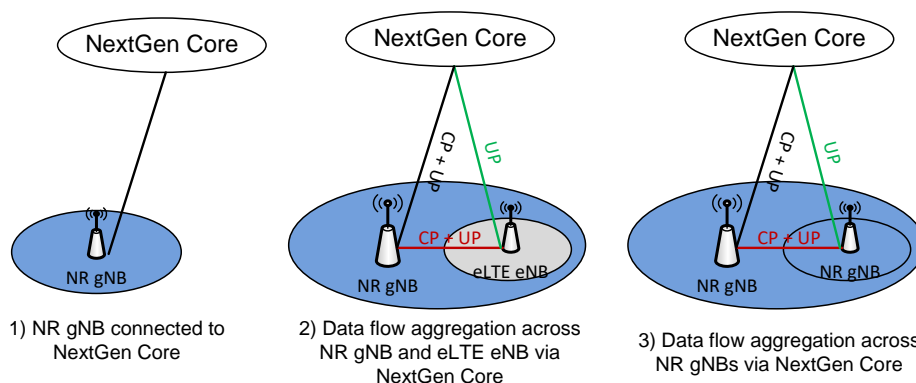 NextGen Core
NR gNB
1) NR gNB connected to
NextGen Core
NextGen Core
CP + UP
UP
CP + UP
NR gNB
eLTE eNB
2) Data flow aggregation across
NR gNB and eLTE eNB via
NextGen Core
NextGen Core
CP + UP
UP
CP + UP
NR gNB
NR gNB
3) Data flow aggregation across
NR gNBs via NextGen Core